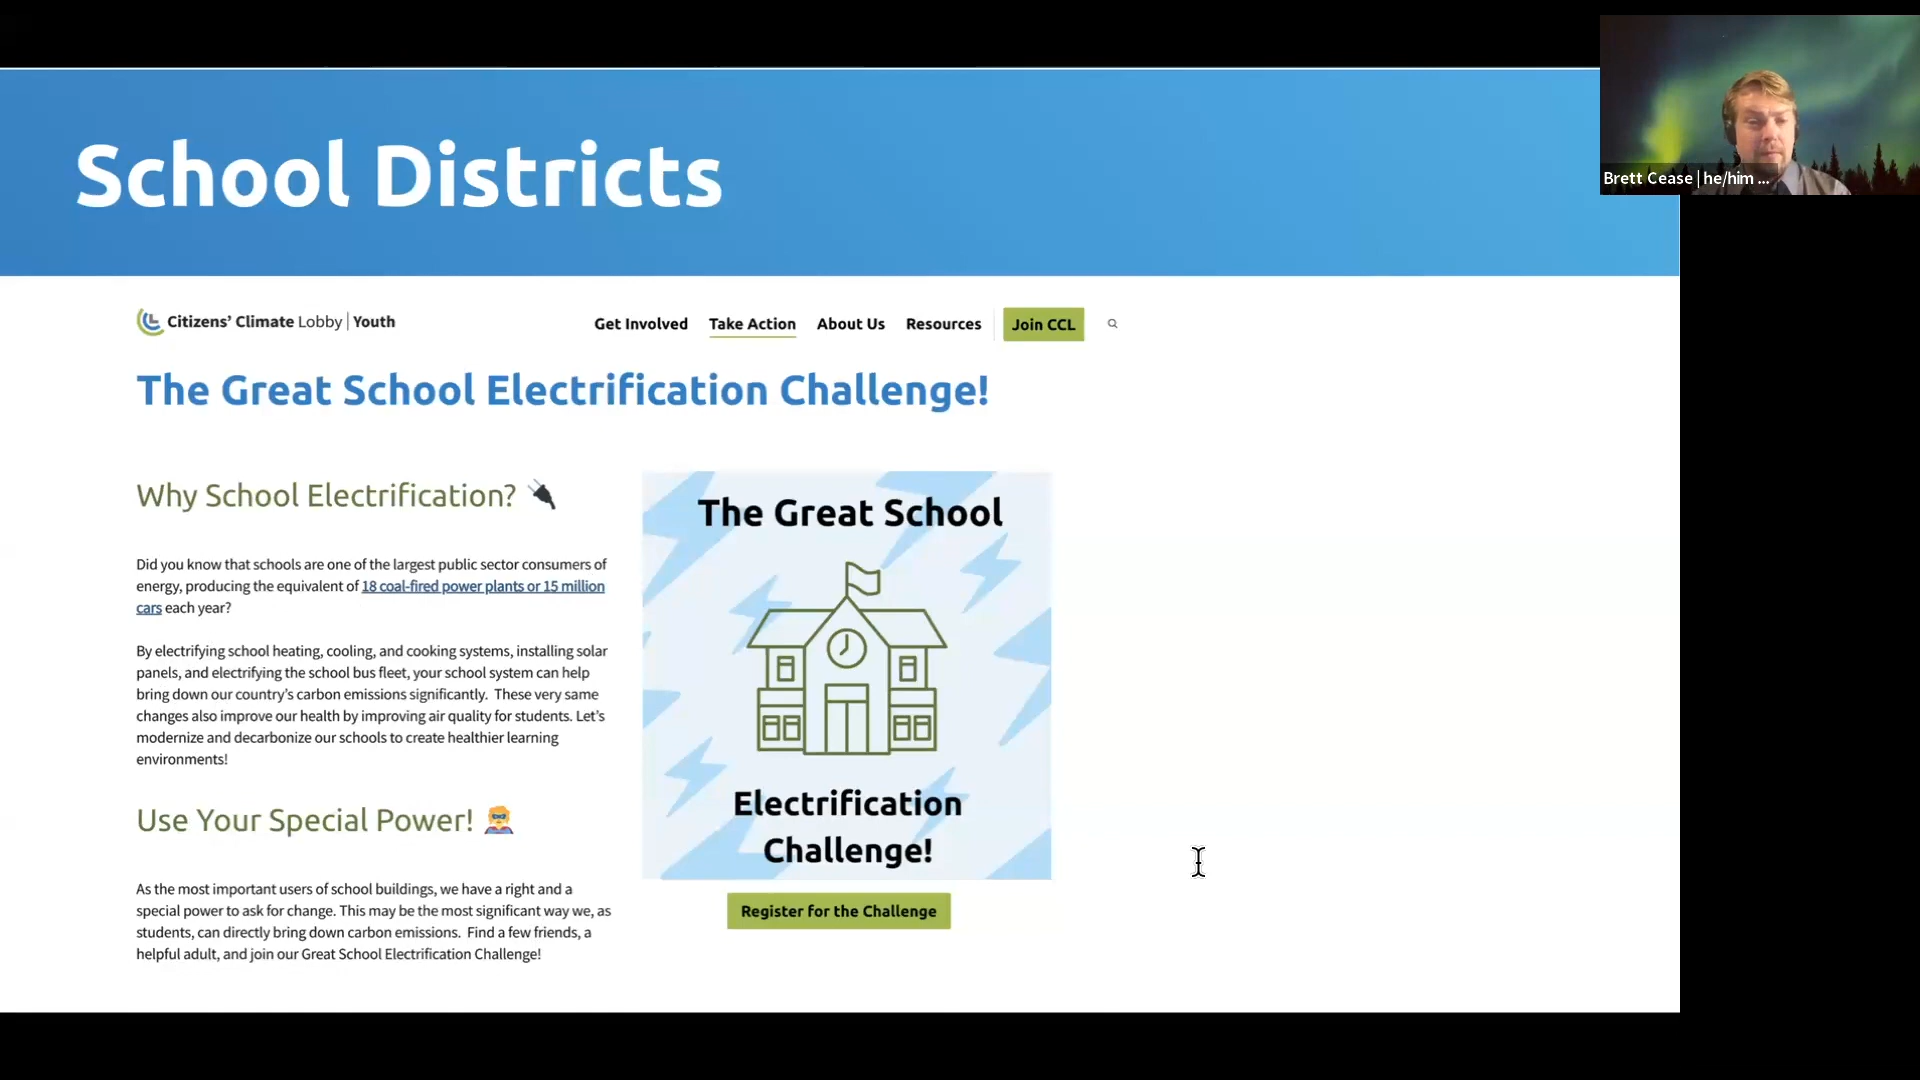 School Districts
Brett Cease | he/him ...
Citizens’ Climate Lobby | Youth
Get Involved
Take Action
About Us
Resources
Join CCL
The Great School Electrification Challenge!
Why School Electrification?
Did you know that schools are one of the largest public sector consumers of
energy, producing the equivalent of 18 coal-fired power plants or 15 million
cars each year?
By electrifying school heating, cooling, and cooking systems, installing solar
panels, and electrifying the school bus fleet, your school system can help
bring down our country’s carbon emissions significantly. These very same
changes also improve our health by improving air quality for students. Let’s
modernize and decarbonize our schools to create healthier learning
environments!
Use Your Special Power!
As the most important users of school buildings, we have a right and a
special power to ask for change. This may be the most significant way we, as
students, can directly bring down carbon emissions. Find a few friends, a
helpful adult, and join our Great School Electrification Challenge!
The Great School
Electrification
Challenge!
Register for the Challenge